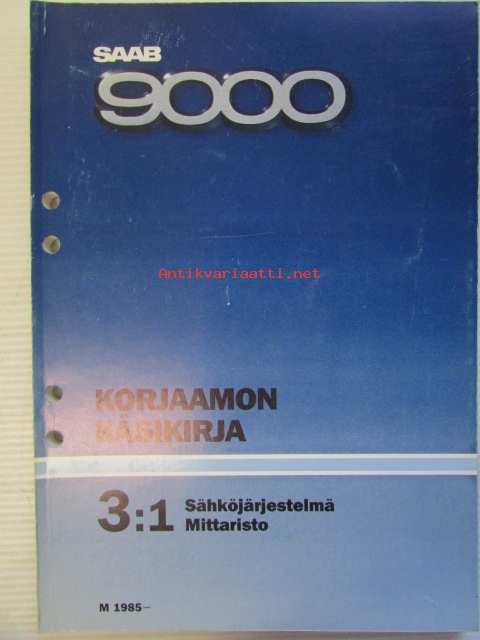 SAAB
9000
Antikvariaatti.net
KORJAAMON
KÄSIKIRJA
3:1 Sähköjärjestelmä
Mittaristo
M 1985–